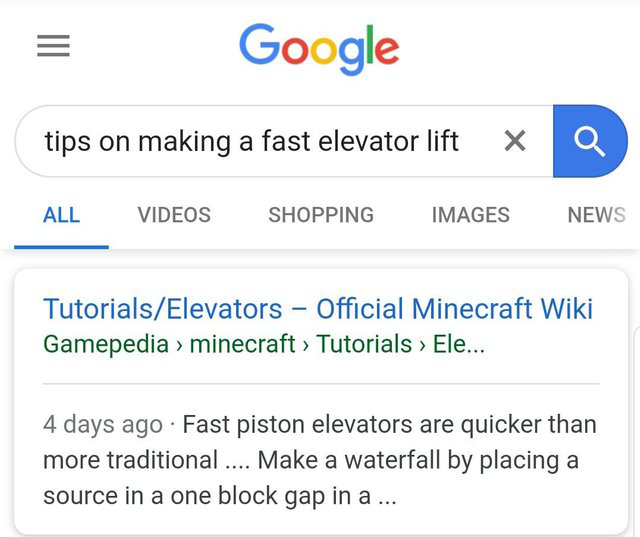 Google
tips on making a fast elevator lift
ALL VIDEOS SHOPPING IMAGES NEWS
Tutorials/Elevators – Official Minecraft Wiki
Gamepedia › minecraft › Tutorials › Ele...
4 days ago · Fast piston elevators are quicker than
more traditional .... Make a waterfall by placing a
source in a one block gap in a ...